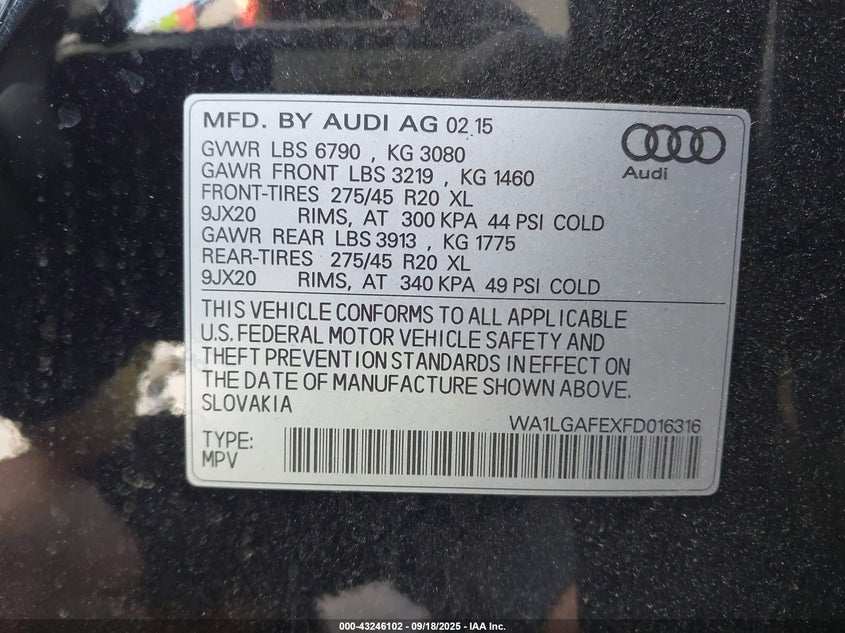 MFD. BY AUDI AG 02.15
GVWR LBS 6790 , KG 3080
GAWR FRONT LBS 3219 , KG 1460
FRONT-TIRES 275/45 R20 XL
9JX20 RIMS, AT 300 KPA 44 PSI COLD
GAWR REAR LBS 3913 , KG 1775
REAR-TIRES 275/45 R20 XL
9JX20 RIMS, AT 340 KPA 49 PSI COLD
Audi
THIS VEHICLE CONFORMS TO ALL APPLICABLE
U.S. FEDERAL MOTOR VEHICLE SAFETY AND
THEFT PREVENTION STANDARDS IN EFFECT ON
THE DATE OF MANUFACTURE SHOWN ABOVE.
SLOVAKIA
WA1LGAFEXFD016316
TYPE:
MPV
000-43246102 - 09/18/2025 - IAA Inc.